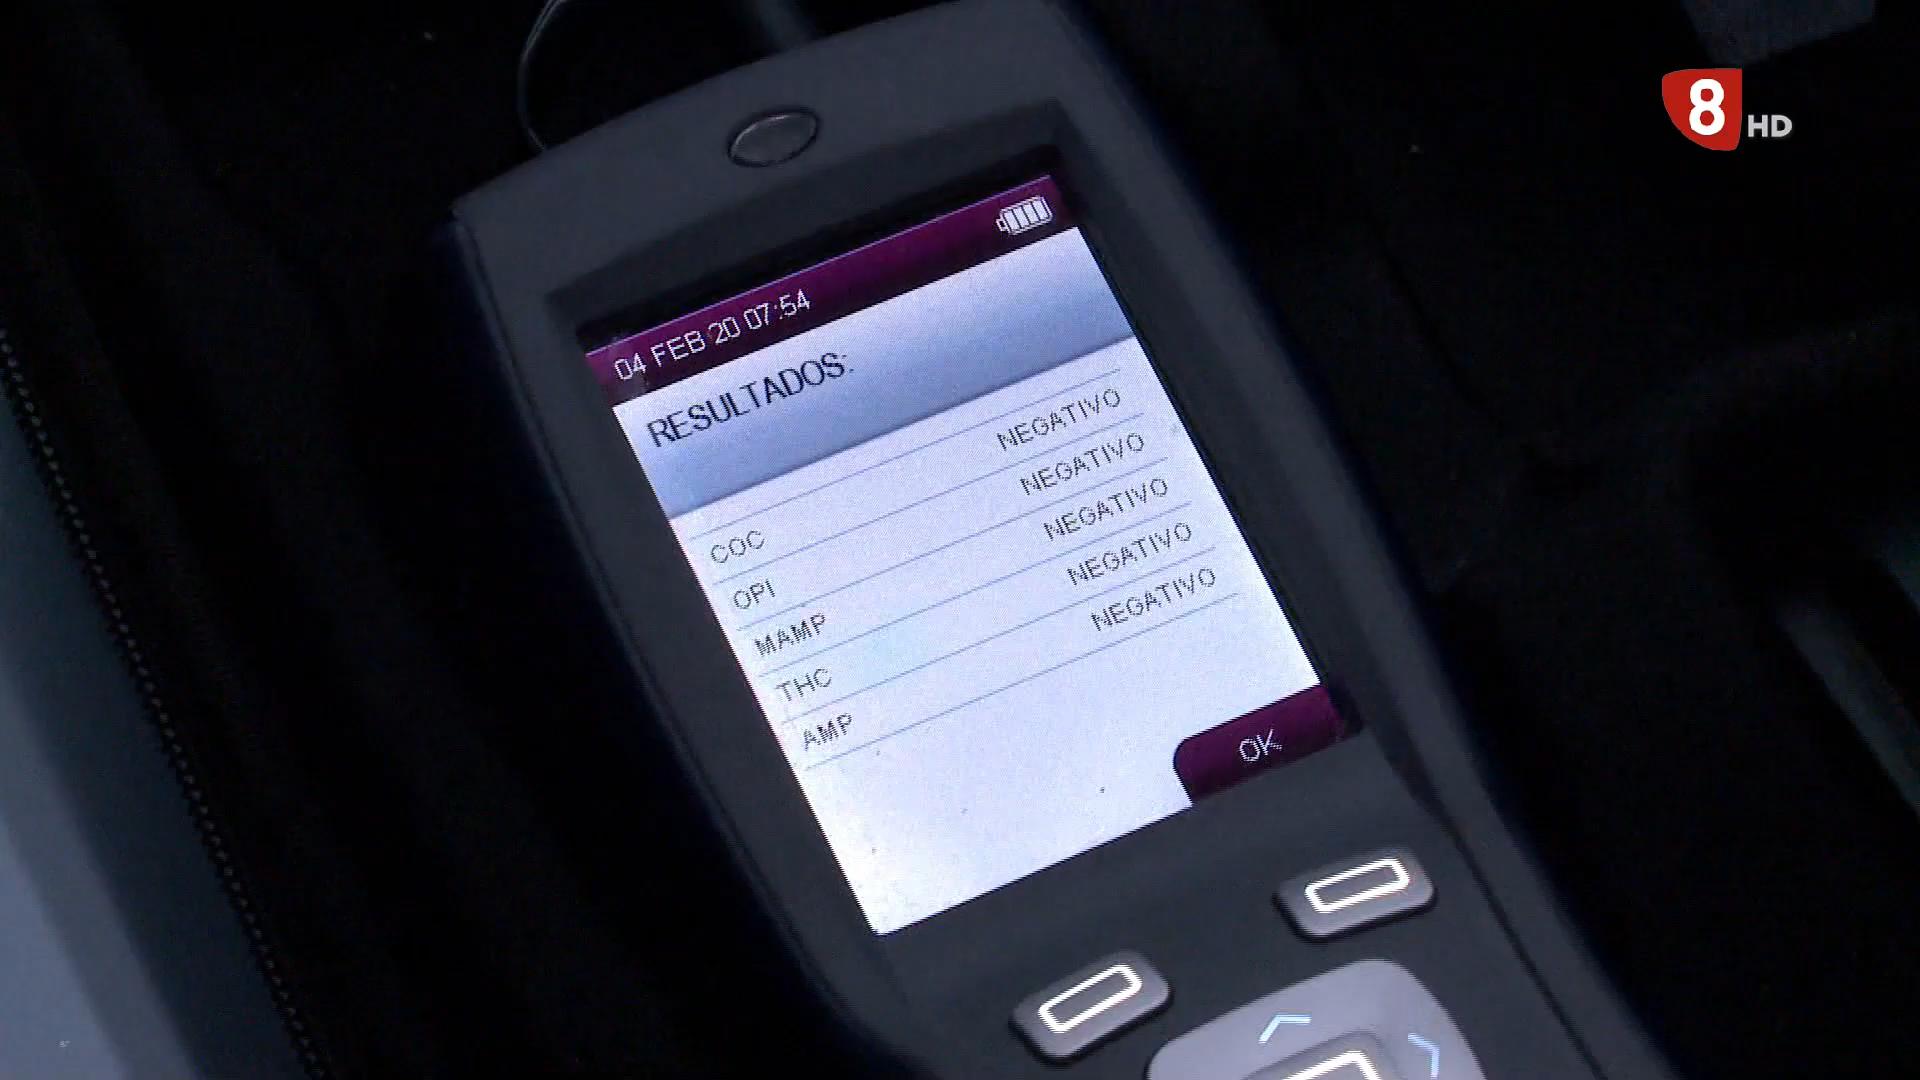 8 HD
04 FEB 20 07:54
RESULTADOS:
COC NEGATIVO
OPI NEGATIVO
MAMP NEGATIVO
THC NEGATIVO
AMP NEGATIVO
OK